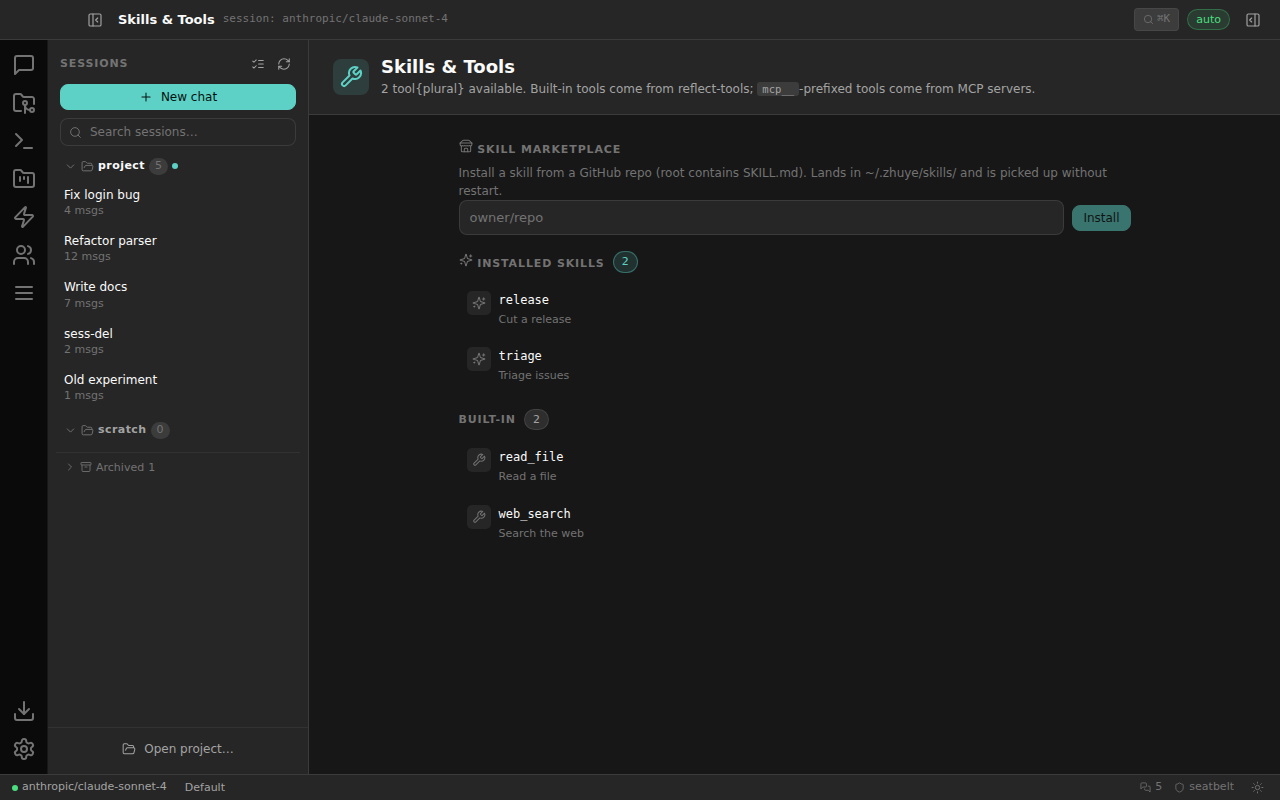 Skills & Tools session: anthropic/claude-sonnet-4
⌘K
auto
SESSIONS
New chat
Search sessions…
project 5
Fix login bug
4 msgs
Refactor parser
12 msgs
Write docs
7 msgs
sess-del
2 msgs
Old experiment
1 msgs
scratch 0
Archived 1
Open project…
Skills & Tools
2 tool{plural} available. Built-in tools come from reflect-tools; mcp__-prefixed tools come from MCP servers.
SKILL MARKETPLACE
Install a skill from a GitHub repo (root contains SKILL.md). Lands in ~/.zhuye/skills/ and is picked up without
restart.
owner/repo
Install
INSTALLED SKILLS 2
release
Cut a release
triage
Triage issues
BUILT-IN 2
read_file
Read a file
web_search
Search the web
anthropic/claude-sonnet-4 Default
5 seatbelt